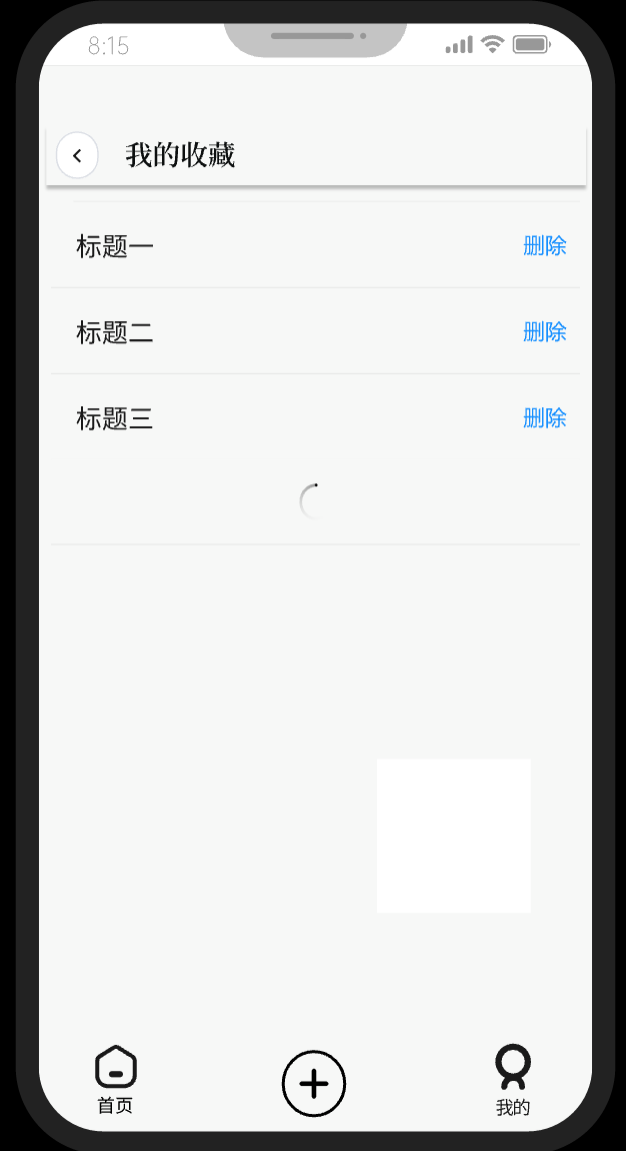 8:15
我的收藏
标题一 删除
标题二 删除
标题三 删除
首页 我的